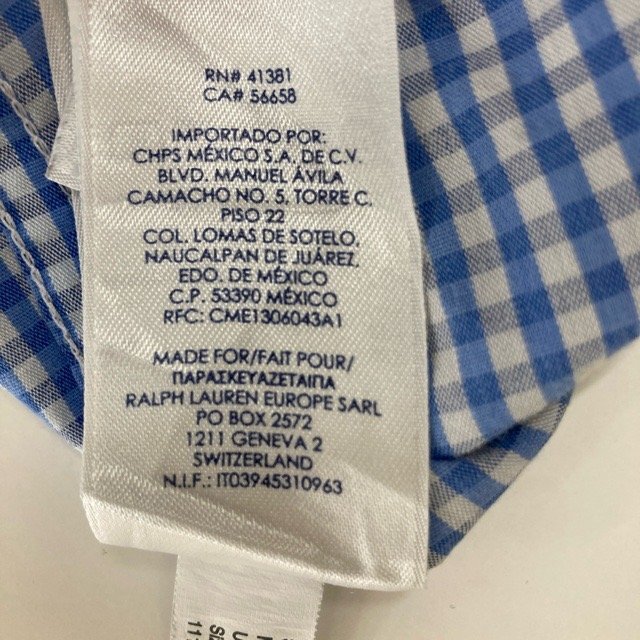 RN# 41381
CA# 56658
IMPORTADO POR:
CHPS MÉXICO S.A. DE C.V.
BLVD. MANUEL ÁVILA
CAMACHO NO. 5, TORRE C.
PISO 22
COL. LOMAS DE SOTELO,
NAUCALPAN DE JUÁREZ,
EDO. DE MÉXICO
C.P. 53390 MÉXICO
RFC: CME1306043A1
MADE FOR/FAIT POUR/
ΠΑΡΑΣΚΕΥΑΖΕΤΑΙΓΙΑ
RALPH LAUREN EUROPE SARL
PO BOX 2572
1211 GENEVA 2
SWITZERLAND
N.I.F.: IT03945310963